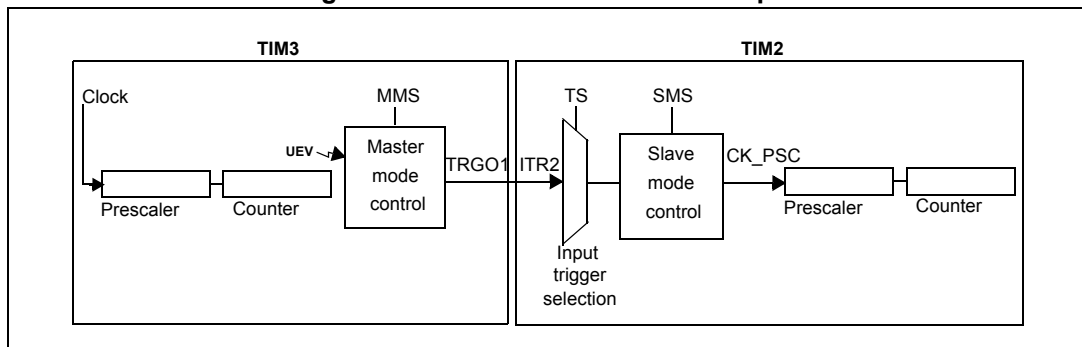 TIM3
TIM2
Clock
MMS
TS
SMS
UEV
Master
mode
control
TRGO1
ITR2
Slave
mode
control
CK_PSC
Prescaler
Counter
Prescaler
Counter
Input
trigger
selection